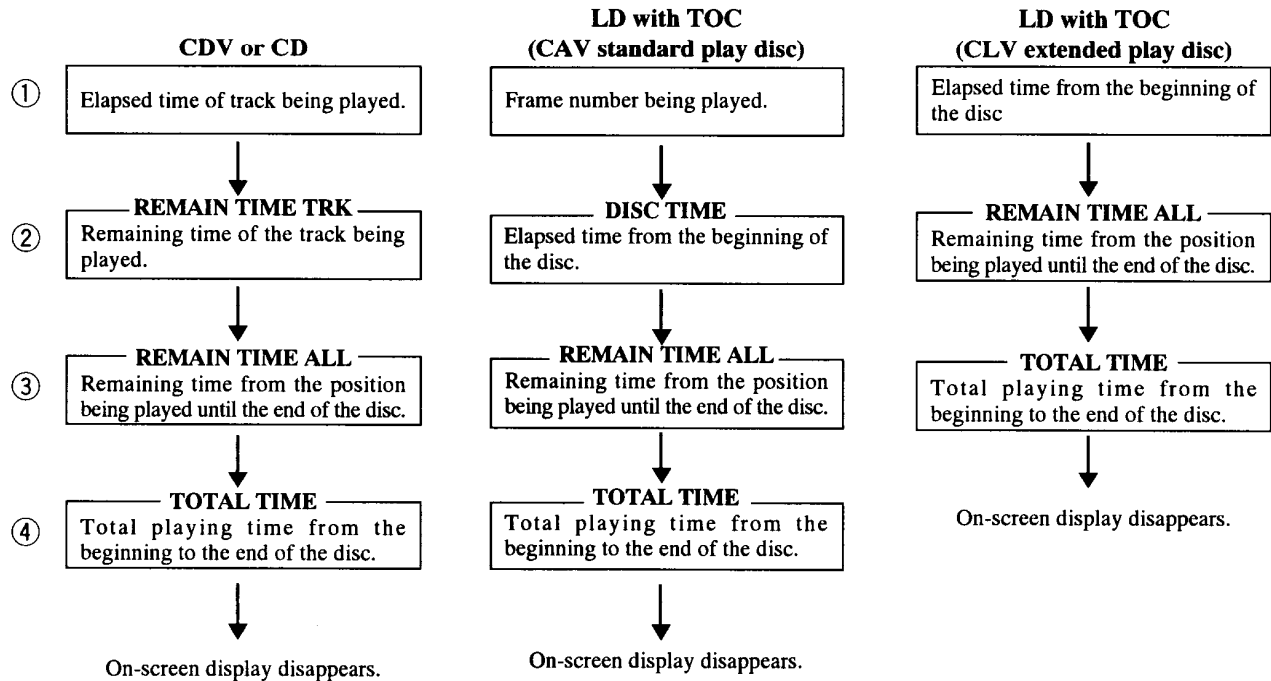 CDV or CD
① Elapsed time of track being played.
REMAIN TIME TRK
② Remaining time of the track being
played.
REMAIN TIME ALL
③ Remaining time from the position
being played until the end of the disc.
TOTAL TIME
④ Total playing time from the
beginning to the end of the disc.
On-screen display disappears.
LD with TOC
(CAV standard play disc)
Frame number being played.
DISC TIME
Elapsed time from the beginning of
the disc.
REMAIN TIME ALL
Remaining time from the position
being played until the end of the disc.
TOTAL TIME
Total playing time from the
beginning to the end of the disc.
On-screen display disappears.
LD with TOC
(CLV extended play disc)
Elapsed time from the beginning of
the disc
REMAIN TIME ALL
Remaining time from the position
being played until the end of the disc.
TOTAL TIME
Total playing time from the
beginning to the end of the disc.
On-screen display disappears.